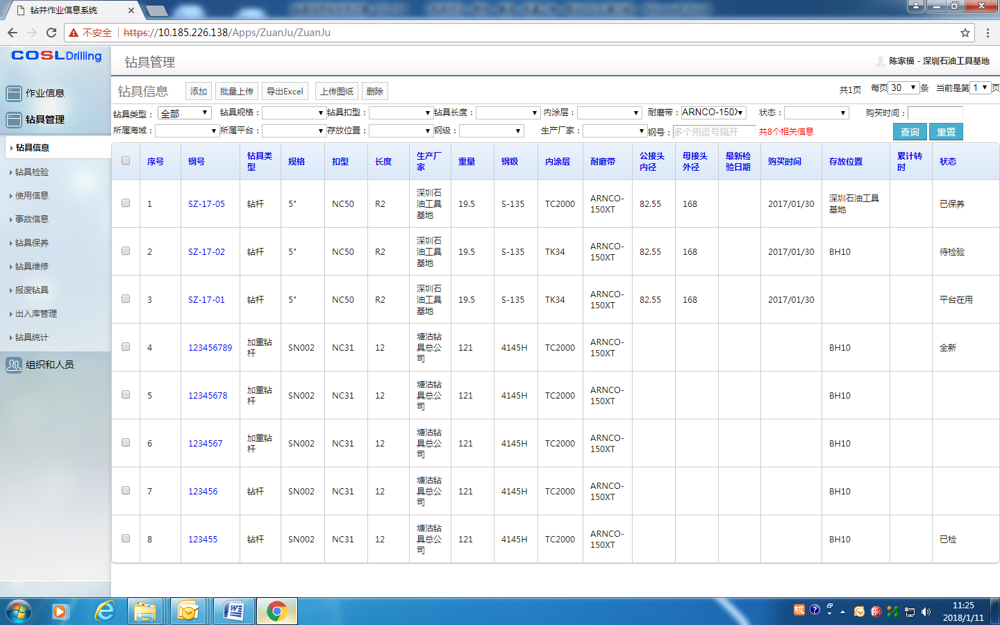 钻井作业信息系统
不安全 https://10.185.226.138/Apps/ZuanJu/ZuanJu
COSL Drilling
作业信息
钻具管理
钻具信息
钻具检验
使用信息
事故信息
钻具保养
钻具维修
报废钻具
出入库管理
钻具统计
组织和人员
钻具管理
陈家福 - 深圳石油工具基地
钻具信息 添加 批量上传 导出Excel 上传图纸 删除 共1页 每页 30 条 当前是第 1 页
钻具类型： 全部 钻具规格： 钻具扣型： 钻具长度： 内涂层： 耐磨带： ARNCO-150X 状态： 购买时间：
所属海域： 所属平台： 存放位置： 钢级： 生产厂家： 钢号： 多个用逗号隔开 共8个相关信息 查询 重置
序号 钢号 钻具类型 规格 扣型 长度 生产厂家 重量 钢级 内涂层 耐磨带 公接头内径 母接头外径 最新检验日期 购买时间 存放位置 累计转时 状态
1 SZ-17-05 钻杆 5" NC50 R2 深圳石油工具基地 19.5 S-135 TC2000 ARNCO-150XT 82.55 168 2017/01/30 深圳石油工具基地 已保养
2 SZ-17-02 钻杆 5" NC50 R2 深圳石油工具基地 19.5 S-135 TK34 ARNCO-150XT 82.55 168 2017/01/30 BH10 待检验
3 SZ-17-01 钻杆 5" NC50 R2 深圳石油工具基地 19.5 S-135 TK34 ARNCO-150XT 82.55 168 2017/01/30 平台在用
4 123456789 加重钻杆 SN002 NC31 12 塘沽钻具总公司 121 4145H TC2000 ARNCO-150XT BH10 全新
5 12345678 加重钻杆 SN002 NC31 12 塘沽钻具总公司 121 4145H TC2000 ARNCO-150XT BH10
6 1234567 加重钻杆 SN002 NC31 12 塘沽钻具总公司 121 4145H TC2000 ARNCO-150XT BH10
7 123456 钻杆 SN002 NC31 12 塘沽钻具总公司 121 4145H TC2000 ARNCO-150XT BH10
8 123455 钻杆 SN002 NC31 12 塘沽钻具总公司 121 4145H TC2000 ARNCO-150XT BH10 已检
11:25
2018/1/11